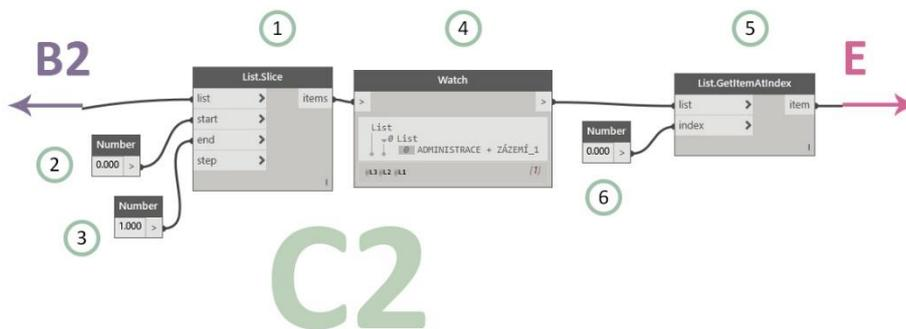 1
4
5
B2
E
List.Slice
list >
items
start >
end >
step
Watch
>
>
List
0 List
0 ADMINISTRACE + ZÁZEMÍ_1
@L3 @L2 @L1
{1}
List.GetItemAtIndex
list >
item
index >
2
Number
0.000 >
3
Number
1.000 >
Number
0.000 >
6
C2